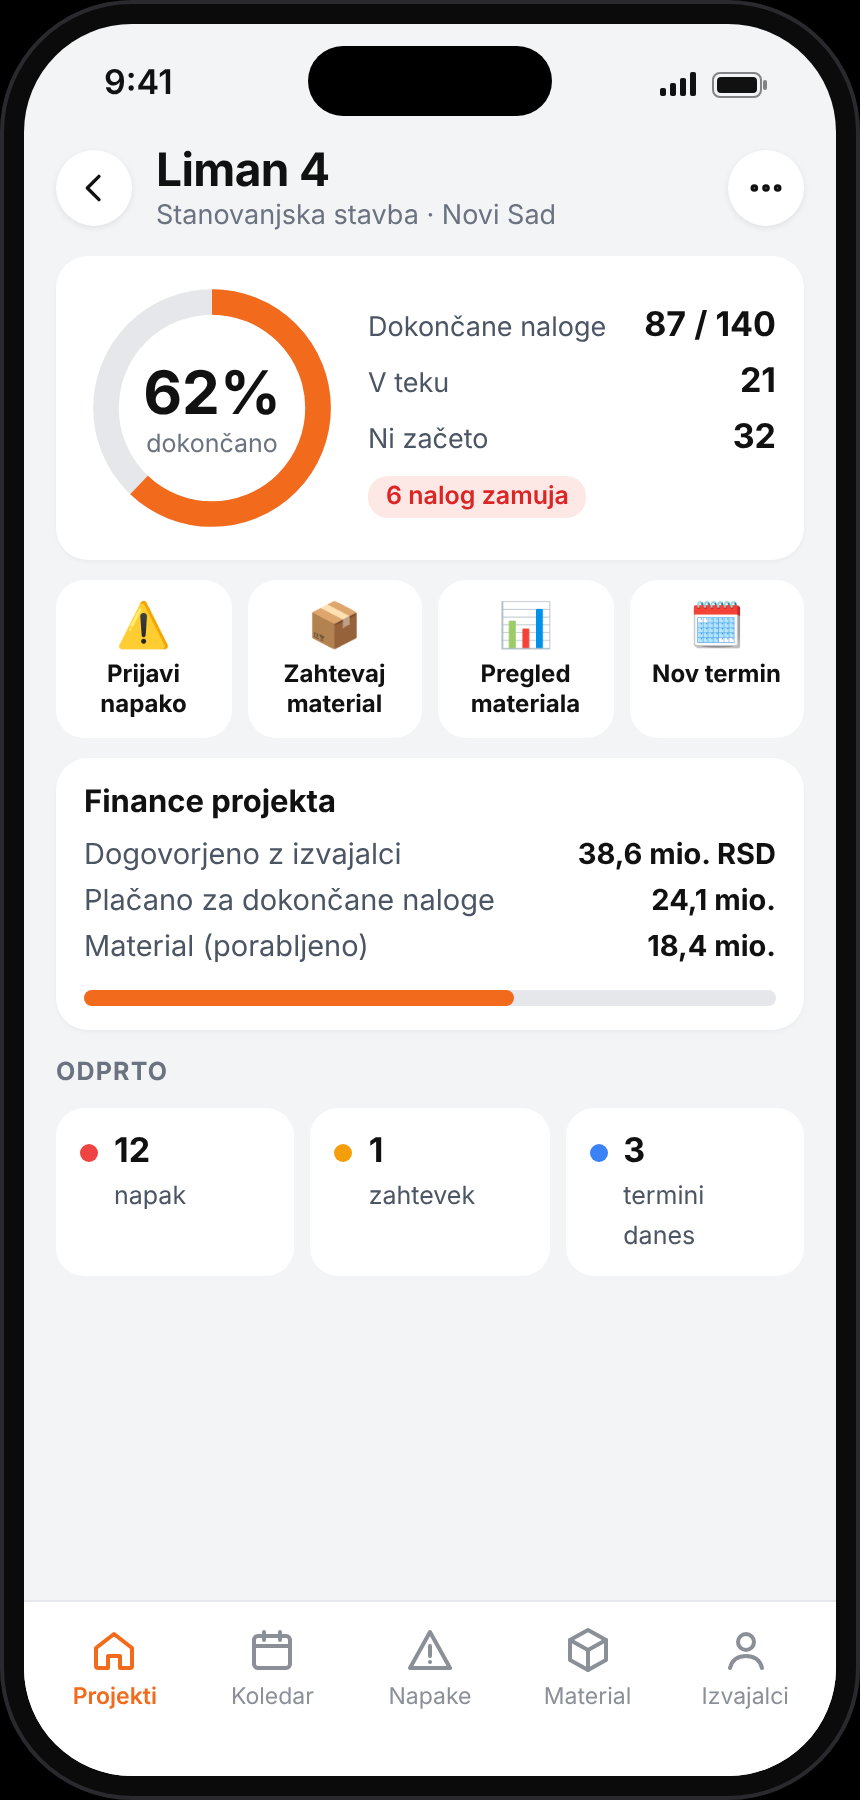 9:41
Liman 4
Stanovanjska stavba · Novi Sad
62%
dokončano
Dokončane naloge 87 / 140
V teku 21
Ni začeto 32
6 nalog zamuja
Prijavi
napako
Zahtevaj
material
Pregled
materiala
Nov termin
Finance projekta
Dogovorjeno z izvajalci 38,6 mio. RSD
Plačano za dokončane naloge 24,1 mio.
Material (porabljeno) 18,4 mio.
ODPRTO
12
napak
1
zahtevek
3
termini
danes
Projekti
Koledar
Napake
Material
Izvajalci